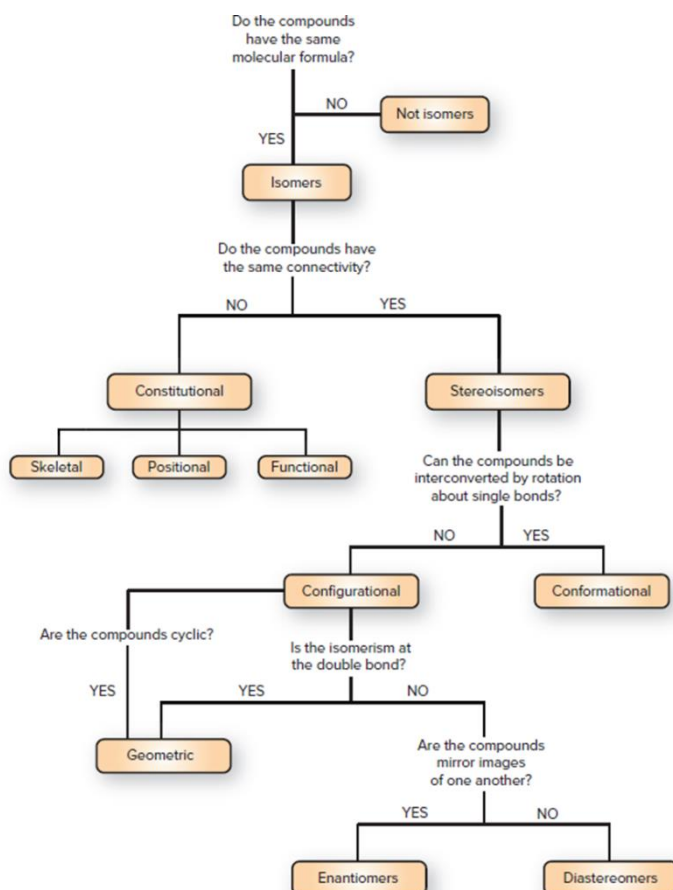 Do the compounds
have the same
molecular formula?
NO
Not isomers
YES
Isomers
Do the compounds have
the same connectivity?
NO
YES
Constitutional
Stereoisomers
Skeletal
Positional
Functional
Can the compounds be
interconverted by rotation
about single bonds?
NO
YES
Configurational
Conformational
Are the compounds cyclic?
Is the isomerism at
the double bond?
YES
YES
NO
Geometric
Are the compounds
mirror images
of one another?
YES
NO
Enantiomers
Diastereomers